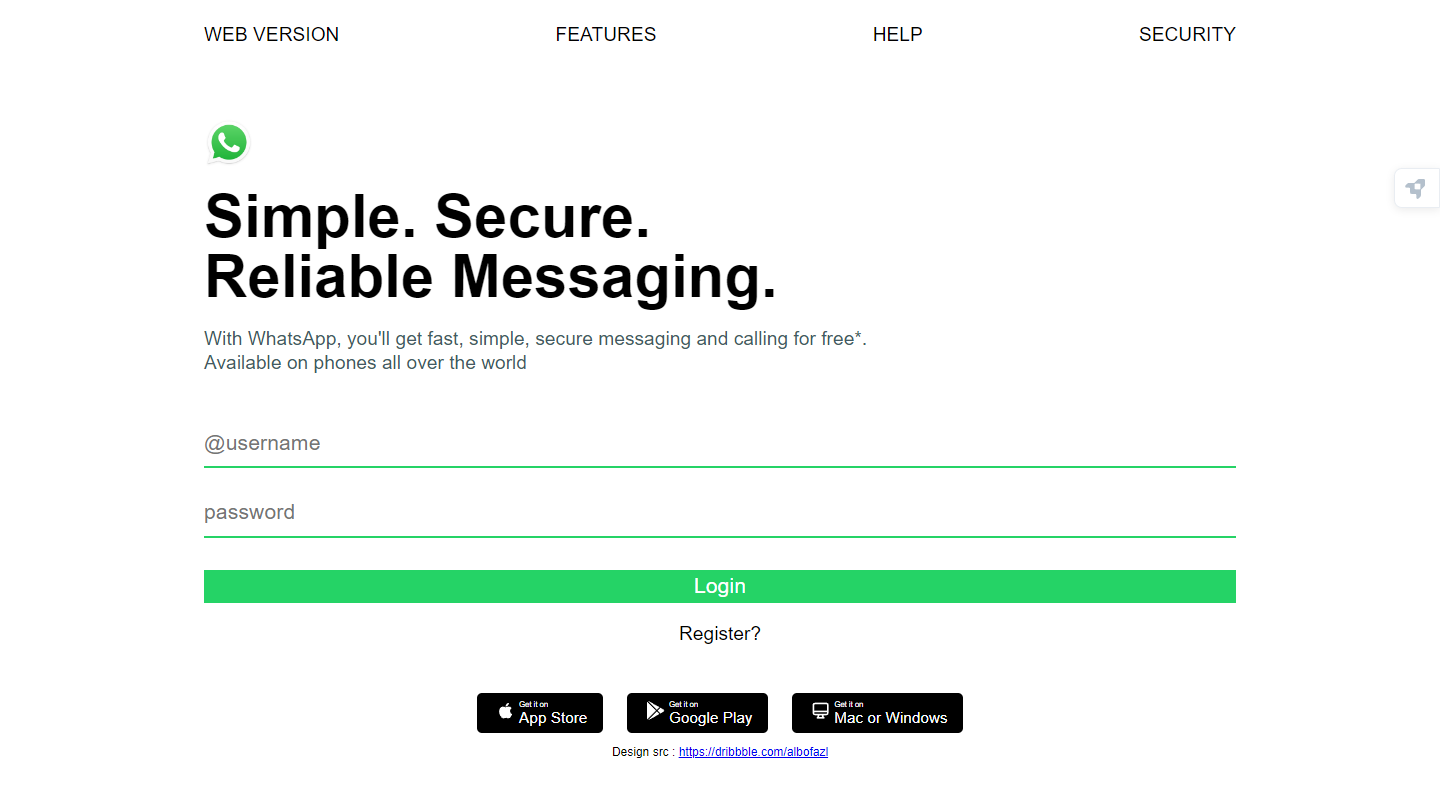 WEB VERSION FEATURES HELP SECURITY
Simple. Secure.
Reliable Messaging.
With WhatsApp, you'll get fast, simple, secure messaging and calling for free*.
Available on phones all over the world
@username
password
Login
Register?
Get it on
App Store
Get it on
Google Play
Get it on
Mac or Windows
Design src : https://dribbble.com/albofazl